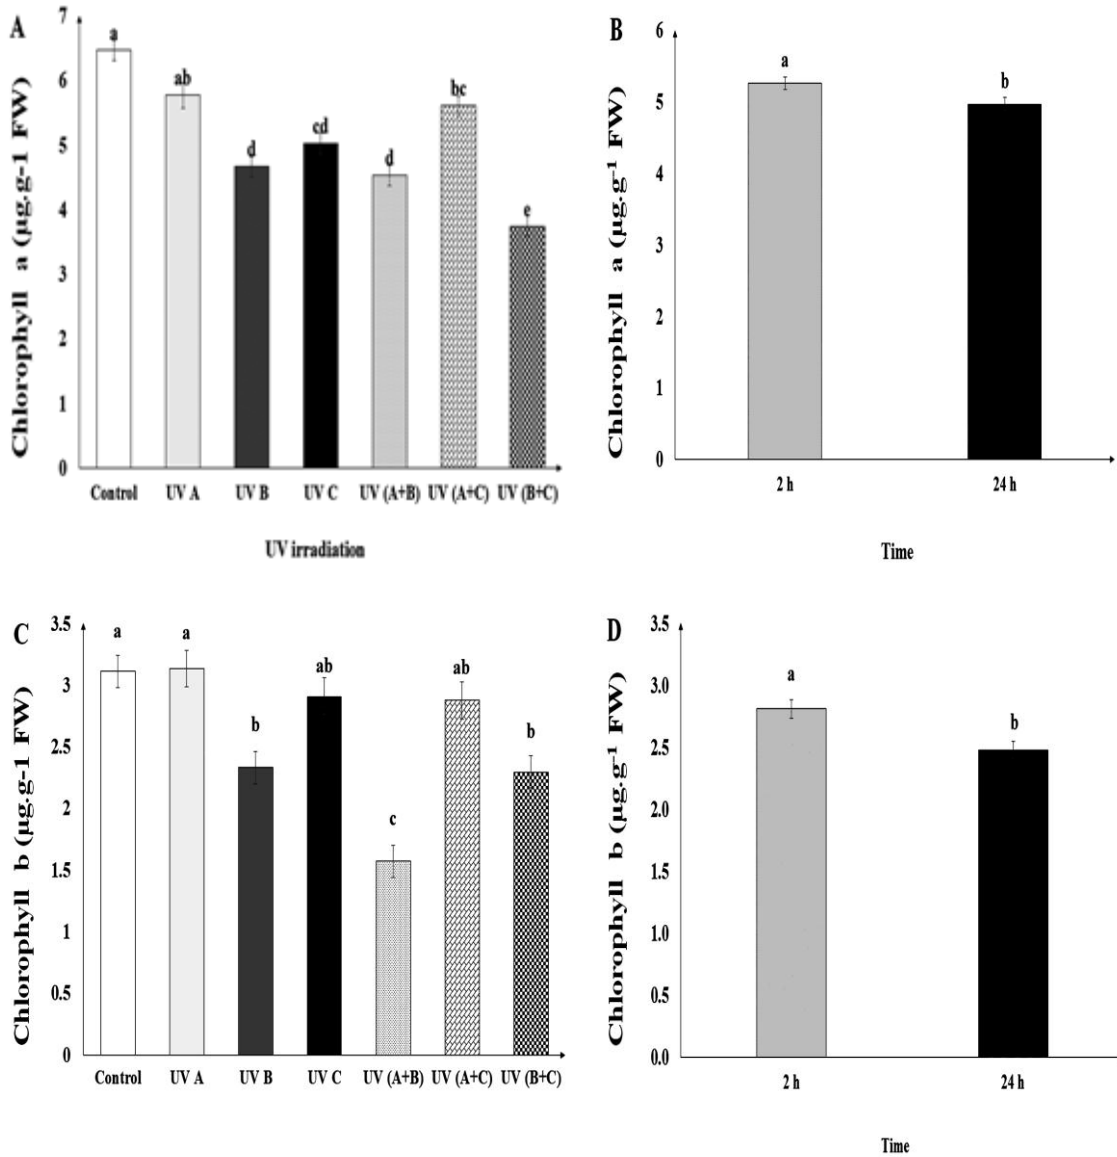 A
Chlorophyll a (µg.g-1 FW)
7
6
5
4
3
2
1
0
a
ab
d
cd
d
bc
e
Control UV A UV B UV C UV (A+B) UV (A+C) UV (B+C)
UV irradiation
B
Chlorophyll a (µg.g⁻¹ FW)
6
5
4
3
2
1
0
a
b
2 h 24 h
Time
C
Chlorophyll b (µg.g-1 FW)
3.5
3
2.5
2
1.5
1
0.5
0
a
a
b
ab
c
ab
b
Control UV A UV B UV C UV (A+B) UV (A+C) UV (B+C)
D
Chlorophyll b (µg.g⁻¹ FW)
3.5
3.0
2.5
2.0
1.5
1.0
0.5
0.0
a
b
2 h 24 h
Time